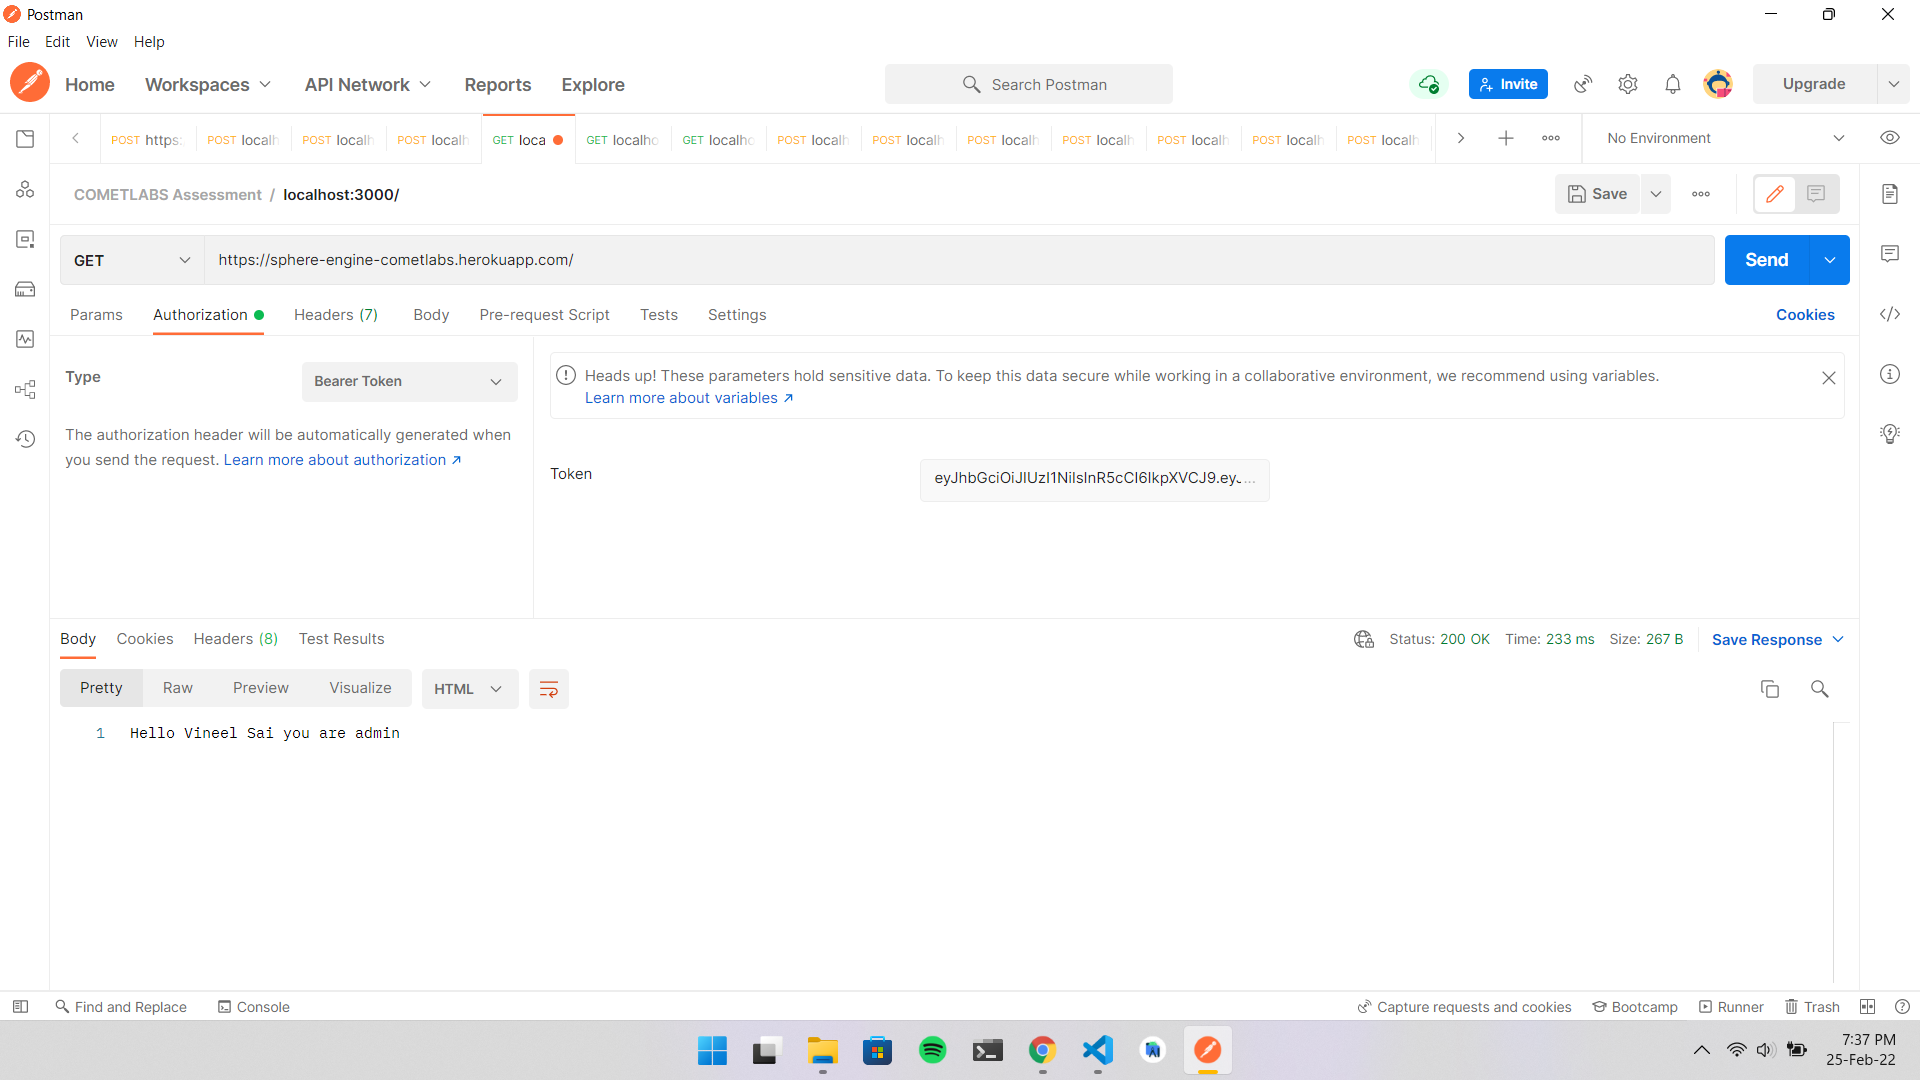 Postman
File Edit View Help
Home Workspaces API Network Reports Explore Search Postman Invite Upgrade
POST https: POST localh POST localh POST localh GET loca GET localho GET localho POST localh POST localh POST localh POST localh POST localh POST localh POST localh No Environment
COMETLABS Assessment / localhost:3000/ Save
GET https://sphere-engine-cometlabs.herokuapp.com/ Send
Params Authorization Headers (7) Body Pre-request Script Tests Settings Cookies
Type Bearer Token
The authorization header will be automatically generated when
you send the request. Learn more about authorization ↗
Heads up! These parameters hold sensitive data. To keep this data secure while working in a collaborative environment, we recommend using variables.
Learn more about variables ↗
Token eyJhbGciOiJIUzI1NiIsInR5cCI6IkpXVCJ9.eyJ...
Body Cookies Headers (8) Test Results Status: 200 OK Time: 233 ms Size: 267 B Save Response
Pretty Raw Preview Visualize HTML
1 Hello Vineel Sai you are admin
Find and Replace Console Capture requests and cookies Bootcamp Runner Trash
7:37 PM
25-Feb-22